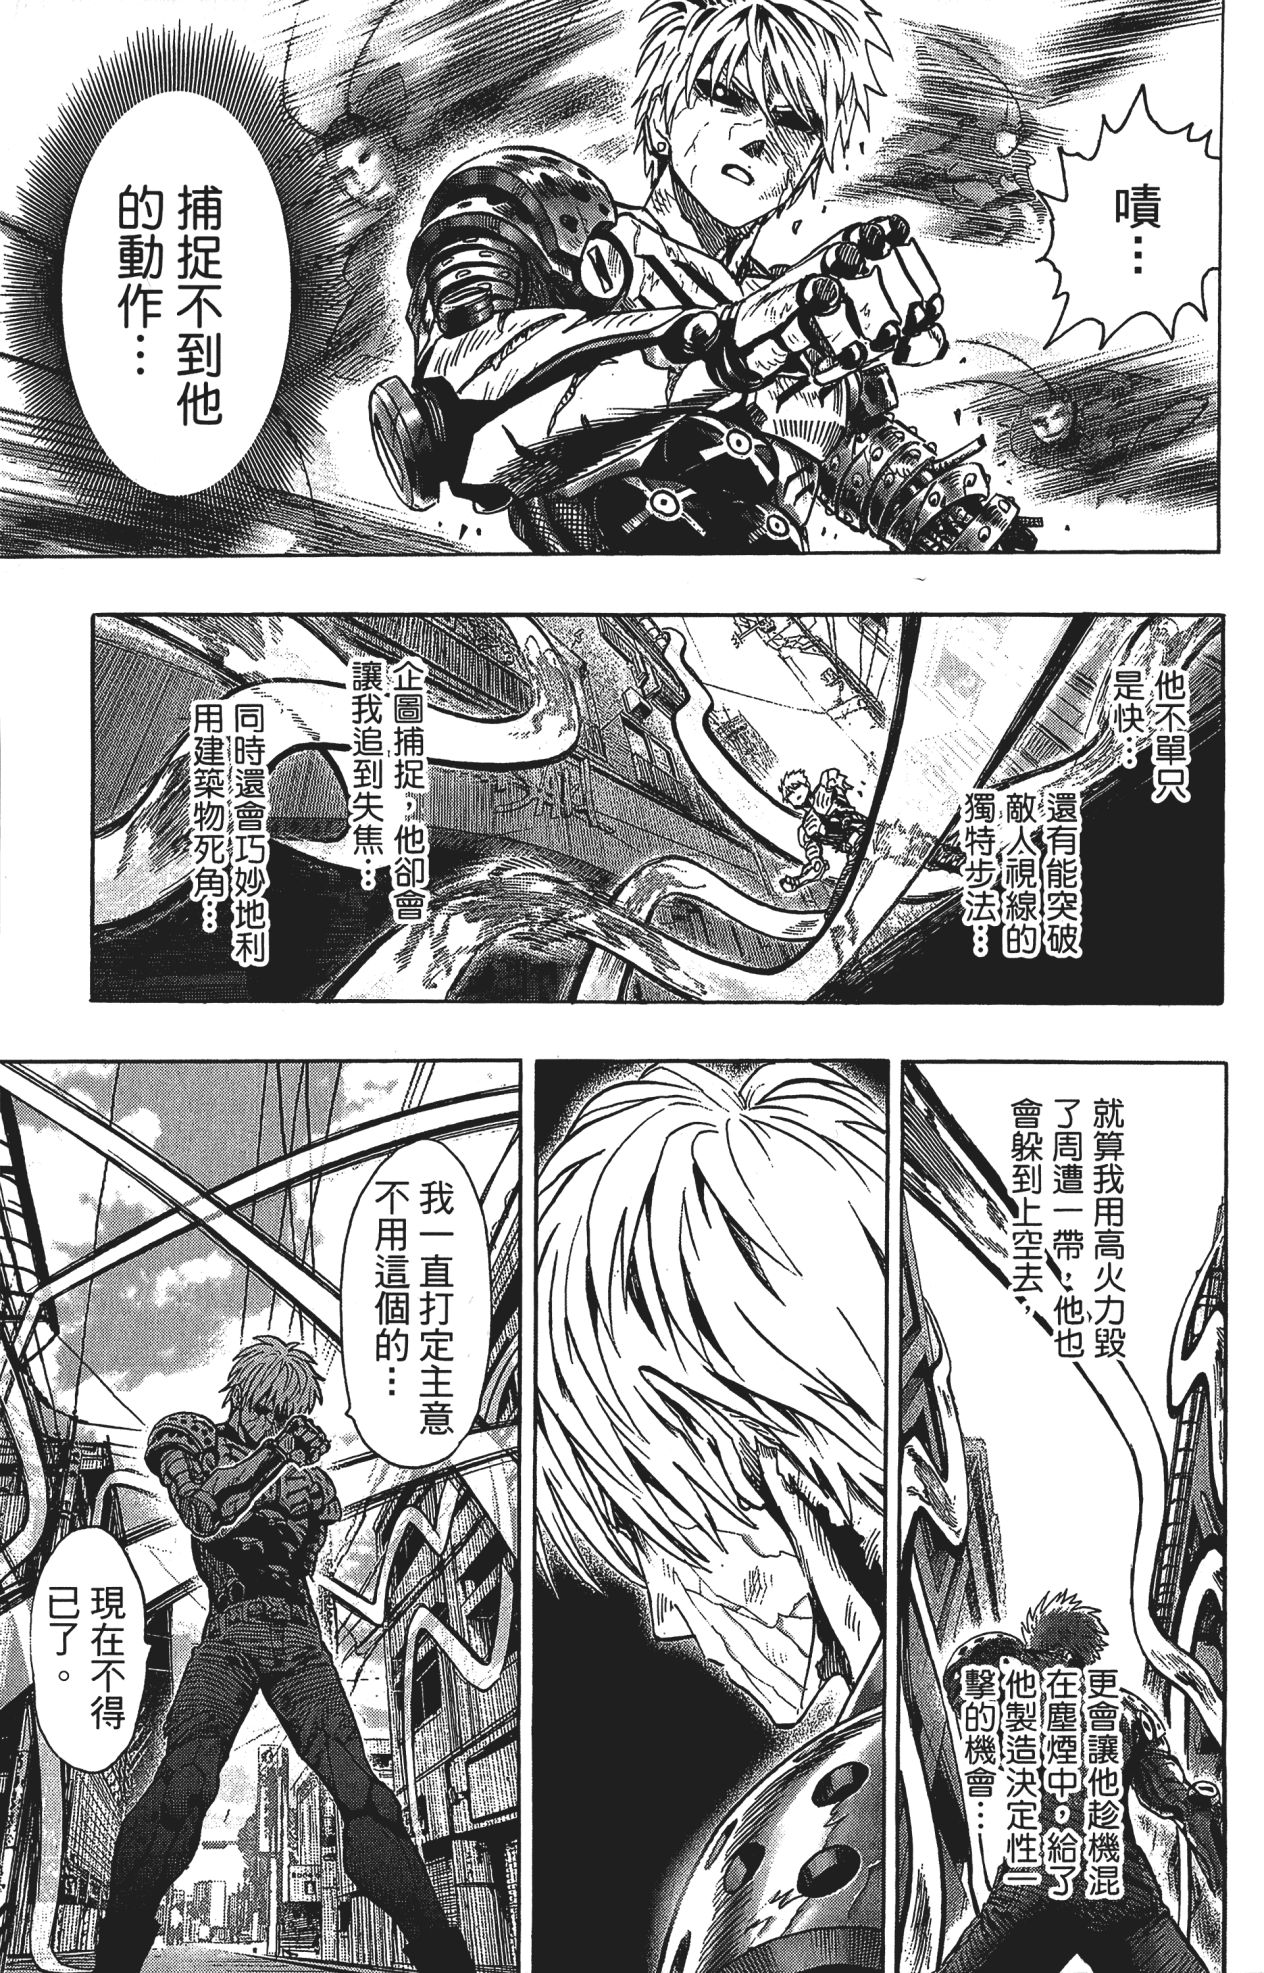 嘖…
捕捉不到他
的動作…
他不單只
是快…
還有能突破
敵人視線的
獨特步法…
企圖捕捉，他卻會
讓我追到失焦…
同時還會巧妙地利
用建築物死角…
就算我用高火力毀
了周遭一帶，他也
會躲到上空去，
更會讓他趁機混
在塵煙中，給了
他製造決定性一
擊的機會…
我一直打定主意
不用這個的…
現在不得
已了。